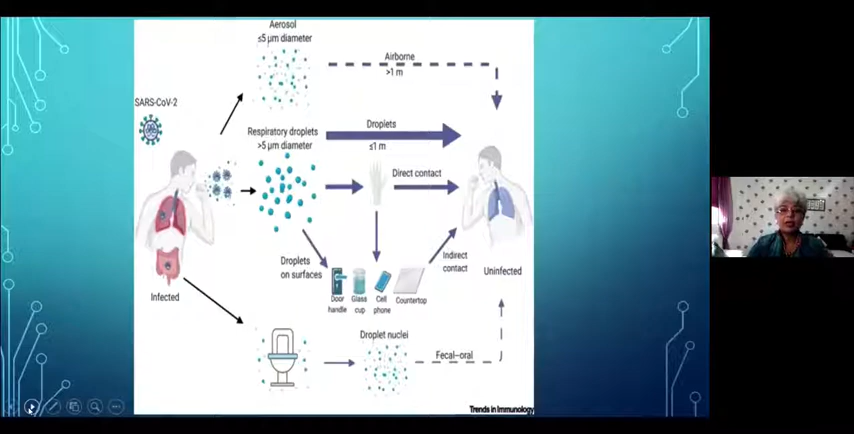 Aerosol
≤5 μm diameter
Airborne
>1 m
SARS-CoV-2
Respiratory droplets
>5 μm diameter
Droplets
≤1 m
Direct contact
Droplets
on surfaces
Indirect
contact
Infected
Uninfected
Door
handle
Glass
cup
Cell
phone
Countertop
Droplet nuclei
Fecal–oral
Trends in Immunology